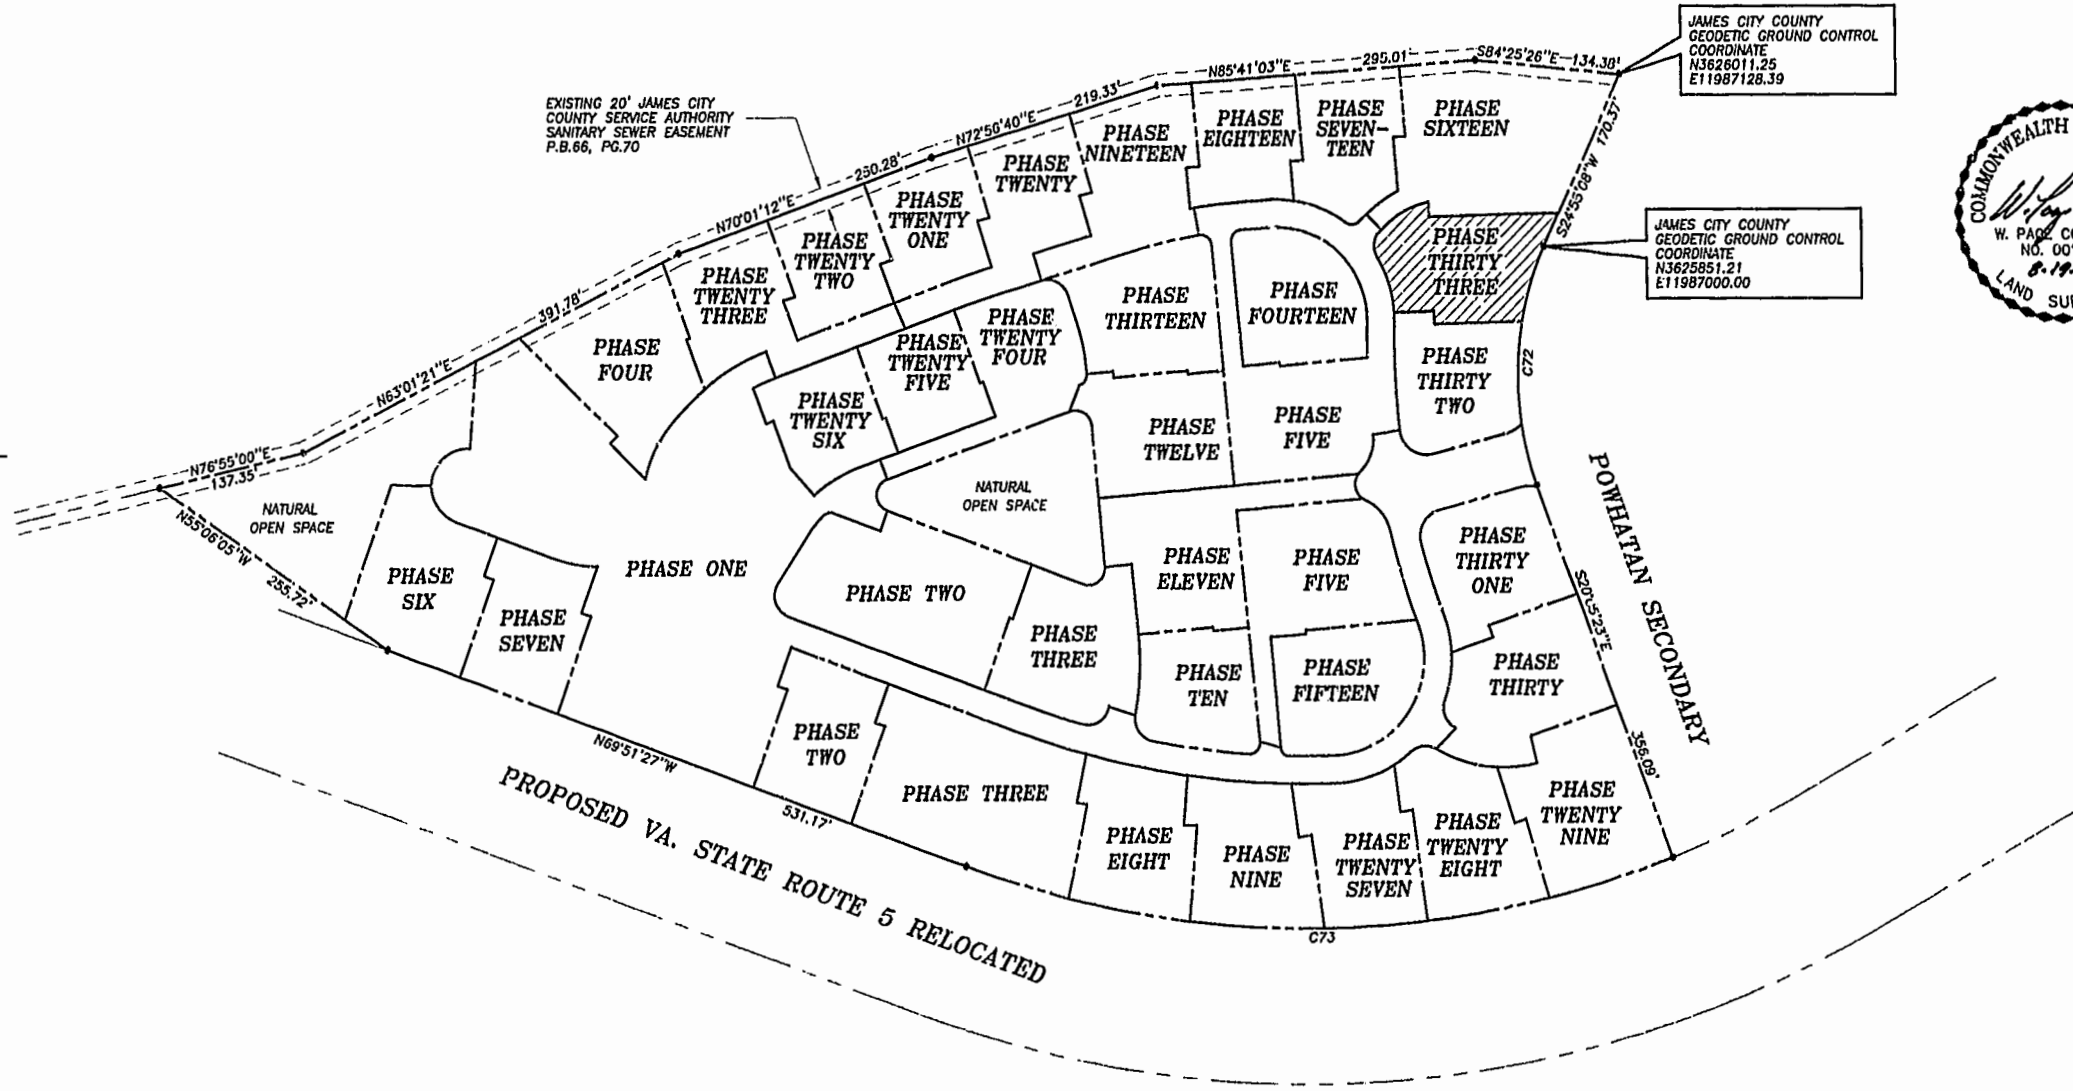 JAMES CITY COUNTY
GEODETIC GROUND CONTROL
COORDINATE
N3626011.25
E11987128.39
S84°25'26"E 134.38'
N85°41'03"E 295.01'
EXISTING 20' JAMES CITY
COUNTY SERVICE AUTHORITY
SANITARY SEWER EASEMENT
P.B.66, PG.70
N72°50'40"E 219.33'
N70°01'12"E 250.28'
N63°01'21"E 391.78'
N76°55'00"E
137.35'
N55°06'05"W 255.72'
S24°55'08"W 170.37'
COMMONWEALTH
NO. 00
LAND SU
JAMES CITY COUNTY
GEODETIC GROUND CONTROL
COORDINATE
N3625851.21
E11987000.00
PHASE
NINETEEN
PHASE
EIGHTEEN
PHASE
SEVEN-
TEEN
PHASE
SIXTEEN
PHASE
TWENTY
PHASE
TWENTY
ONE
PHASE
TWENTY
TWO
PHASE
TWENTY
THREE
PHASE
FOUR
PHASE
THIRTY
THREE
PHASE
THIRTEEN
PHASE
FOURTEEN
PHASE
TWENTY
FOUR
PHASE
TWENTY
FIVE
PHASE
TWENTY
SIX
PHASE
THIRTY
TWO
C72
PHASE
TWELVE
PHASE
FIVE
NATURAL
OPEN SPACE
NATURAL
OPEN SPACE
PHASE
SIX
PHASE
SEVEN
PHASE ONE
PHASE TWO
PHASE
THREE
PHASE
ELEVEN
PHASE
FIVE
PHASE
THIRTY
ONE
PHASE
TEN
PHASE
FIFTEEN
PHASE
THIRTY
POWHATAN SECONDARY
356.09'
PHASE
TWO
PHASE THREE
PHASE
EIGHT
PHASE
NINE
PHASE
TWENTY
SEVEN
PHASE
TWENTY
EIGHT
PHASE
TWENTY
NINE
N69°51'27"W
531.17'
C73
PROPOSED VA. STATE ROUTE 5 RELOCATED